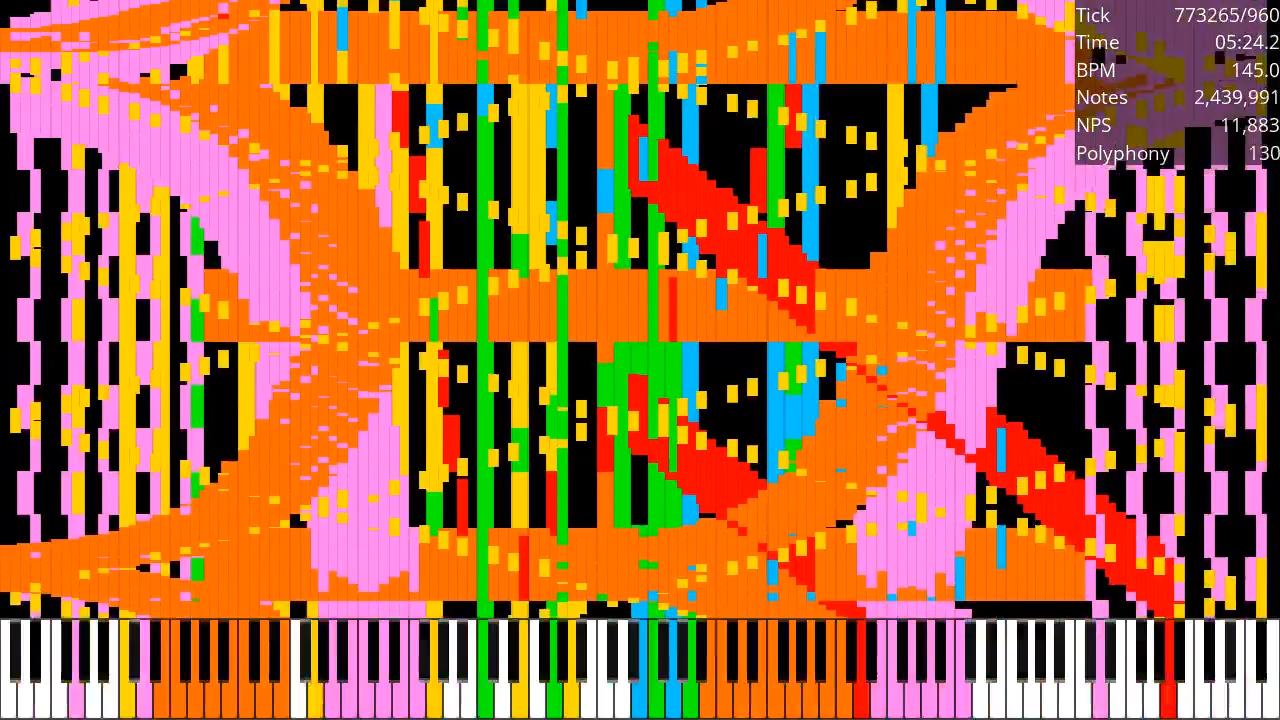 Tick 773265/960
Time 05:24.2
BPM 145.0
Notes 2,439,991
NPS 11,883
Polyphony 130